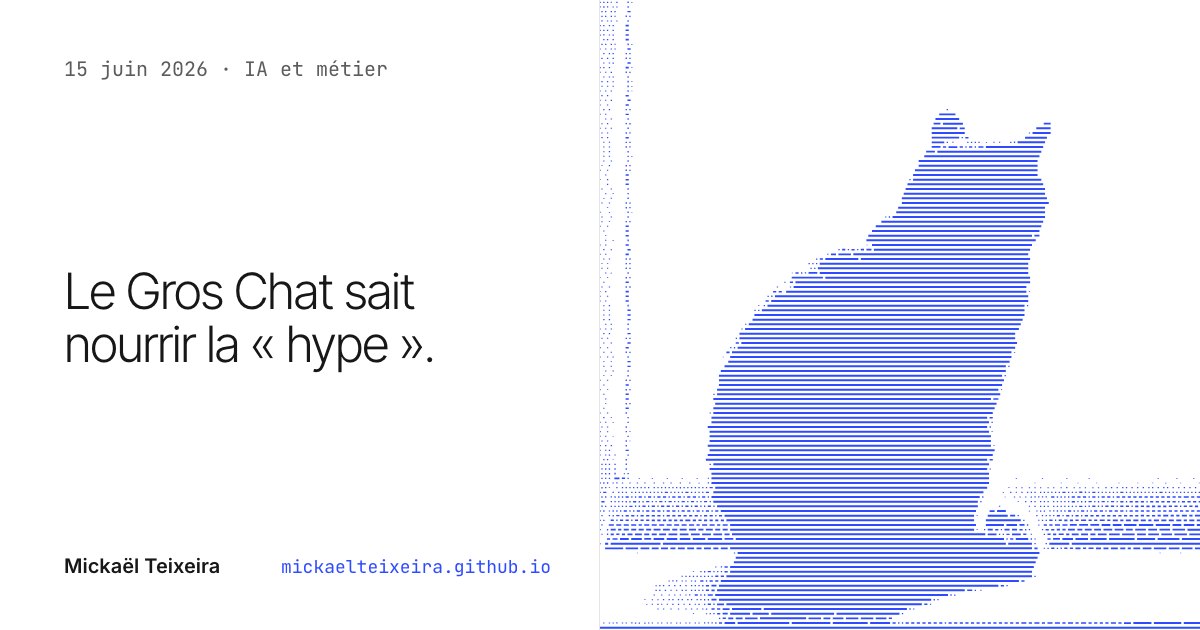 15 juin 2026 · IA et métier
Le Gros Chat sait
nourrir la « hype ».
Mickaël Teixeira
mickaelteixeira.github.io